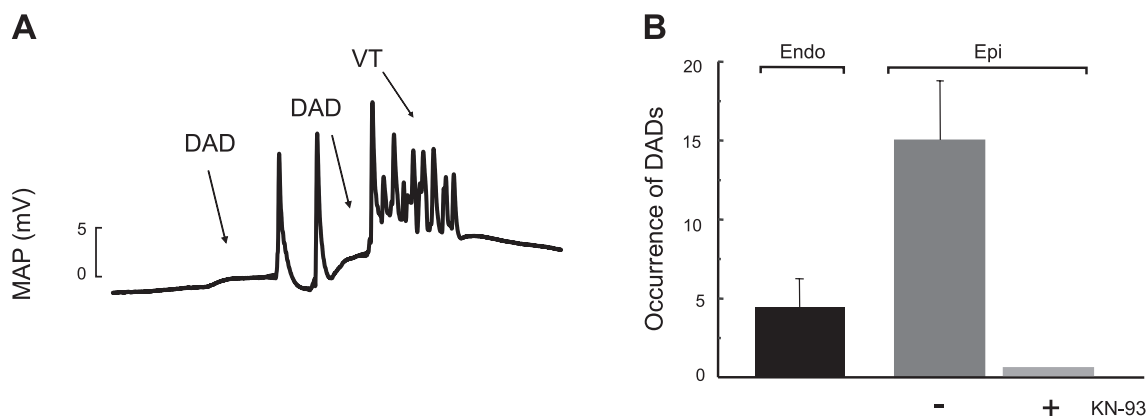 A
DAD
DAD
VT
MAP (mV)
5
0
B
Endo
Epi
Occurrence of DADs
20
15
10
5
0
- + KN-93